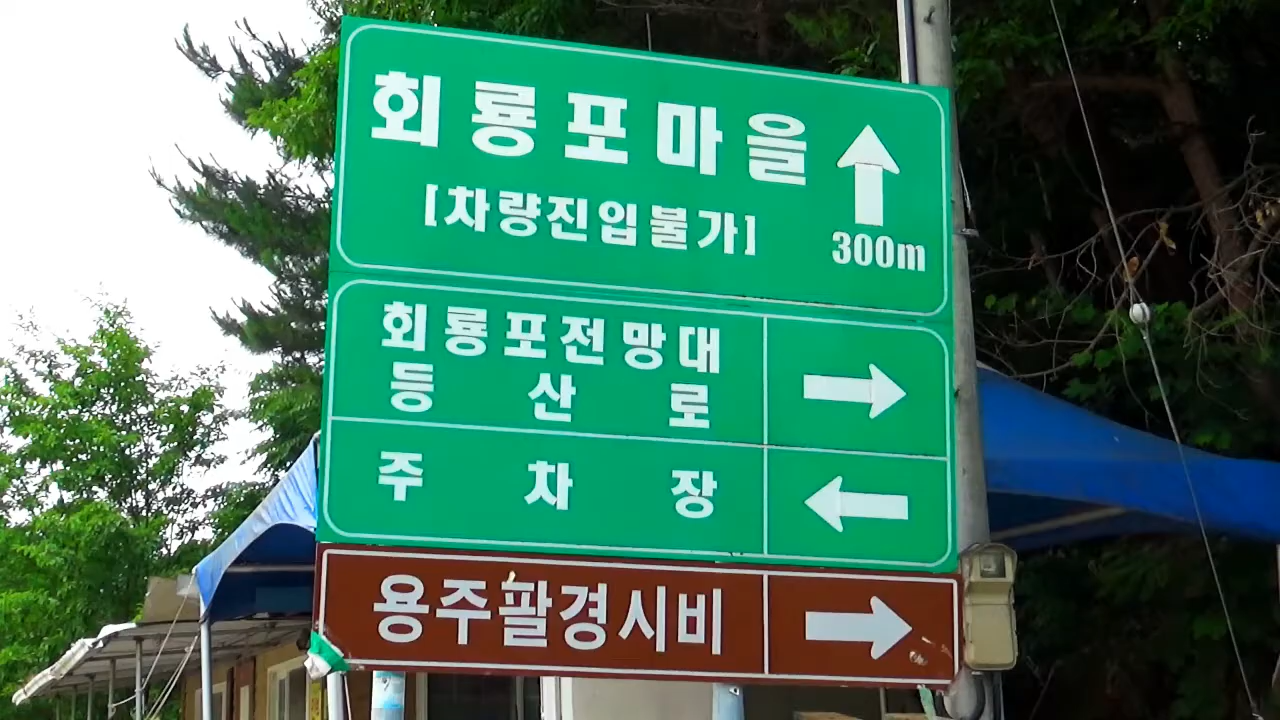 회룡포마을
[차량진입불가]
300m
회룡포전망대
등 산 로
주 차 장
용주팔경시비